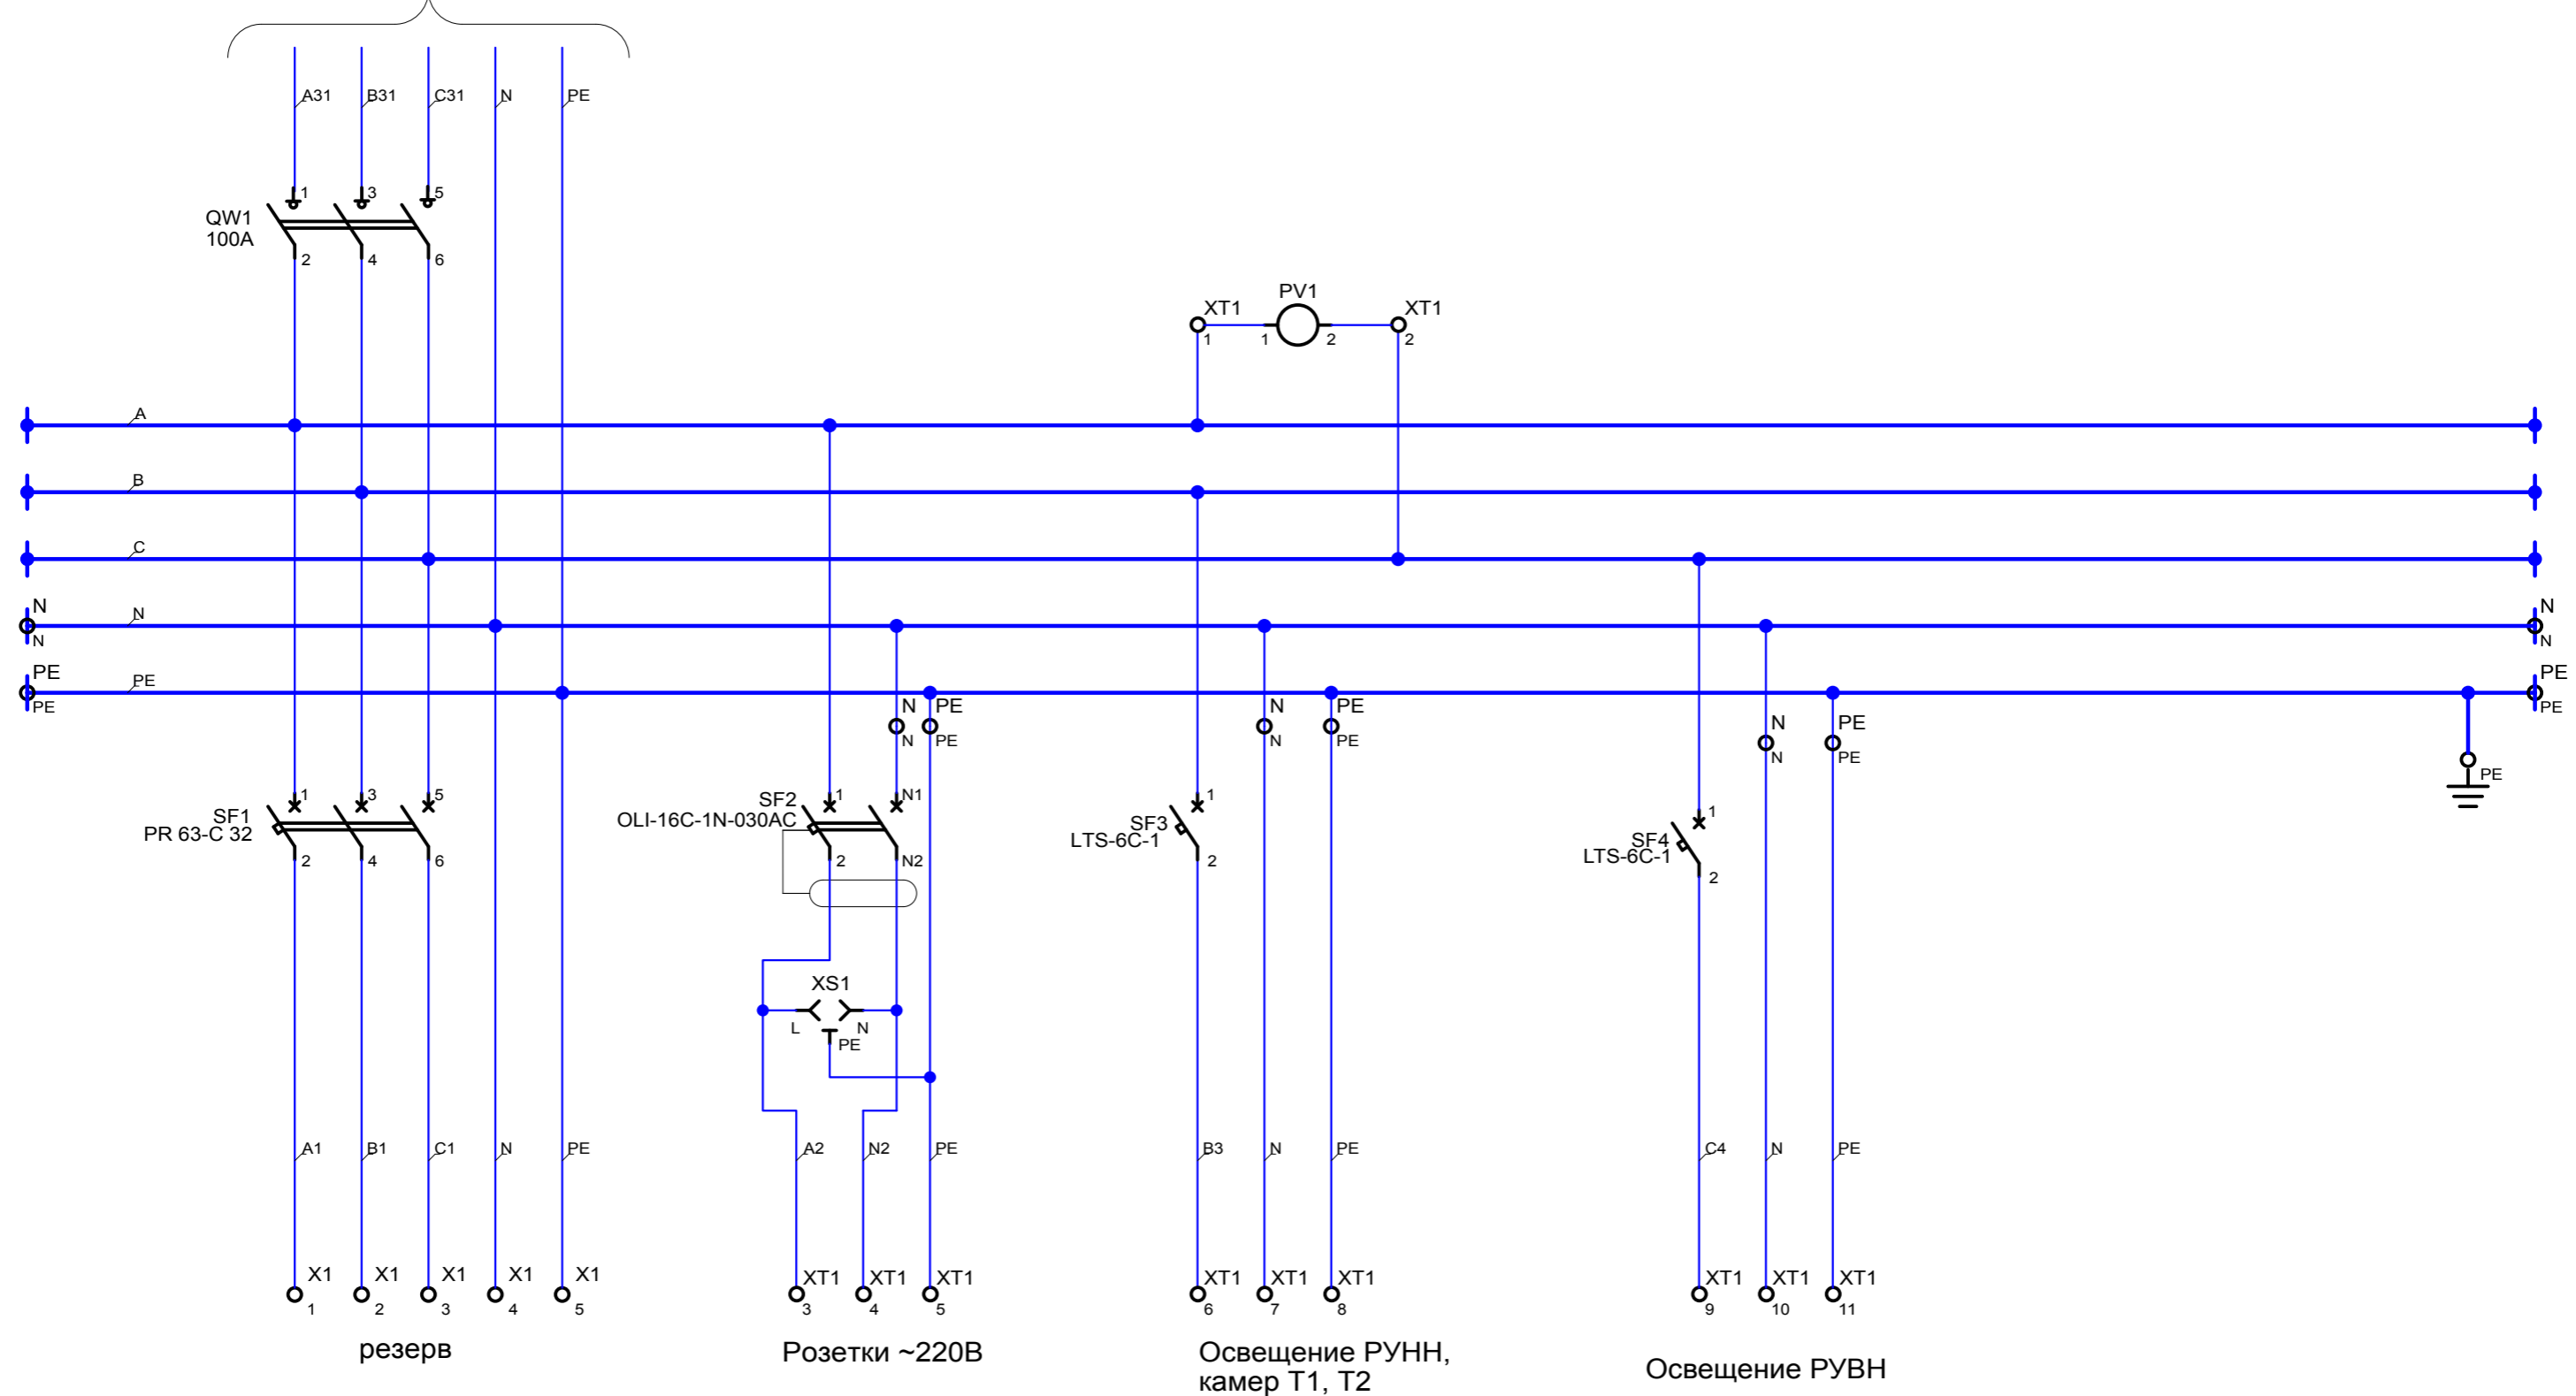 A31 B31 C31 N PE
1 3 5
QW1
100A
2 4 6
PV1
XT1 XT1
1 1 2 2
A
B
C
N N N
N N
PE PE PE
PE PE
N PE N PE
N PE N PE
N PE
N PE
PE
SF1
PR 63-C 32
1 3 5
2 4 6
SF2
OLI-16C-1N-030AC
1 N1
2 N2
SF3
LTS-6C-1
1
2
SF4
LTS-6C-1
1
2
XS1
L N
PE
A1 B1 C1 N PE A2 N2 PE B3 N PE C4 N PE
X1 X1 X1 X1 X1 XT1 XT1 XT1 XT1 XT1 XT1 XT1 XT1 XT1
1 2 3 4 5 3 4 5 6 7 8 9 10 11
резерв
Розетки ~220В
Освещение РУНН,
камер Т1, Т2
Освещение РУВН